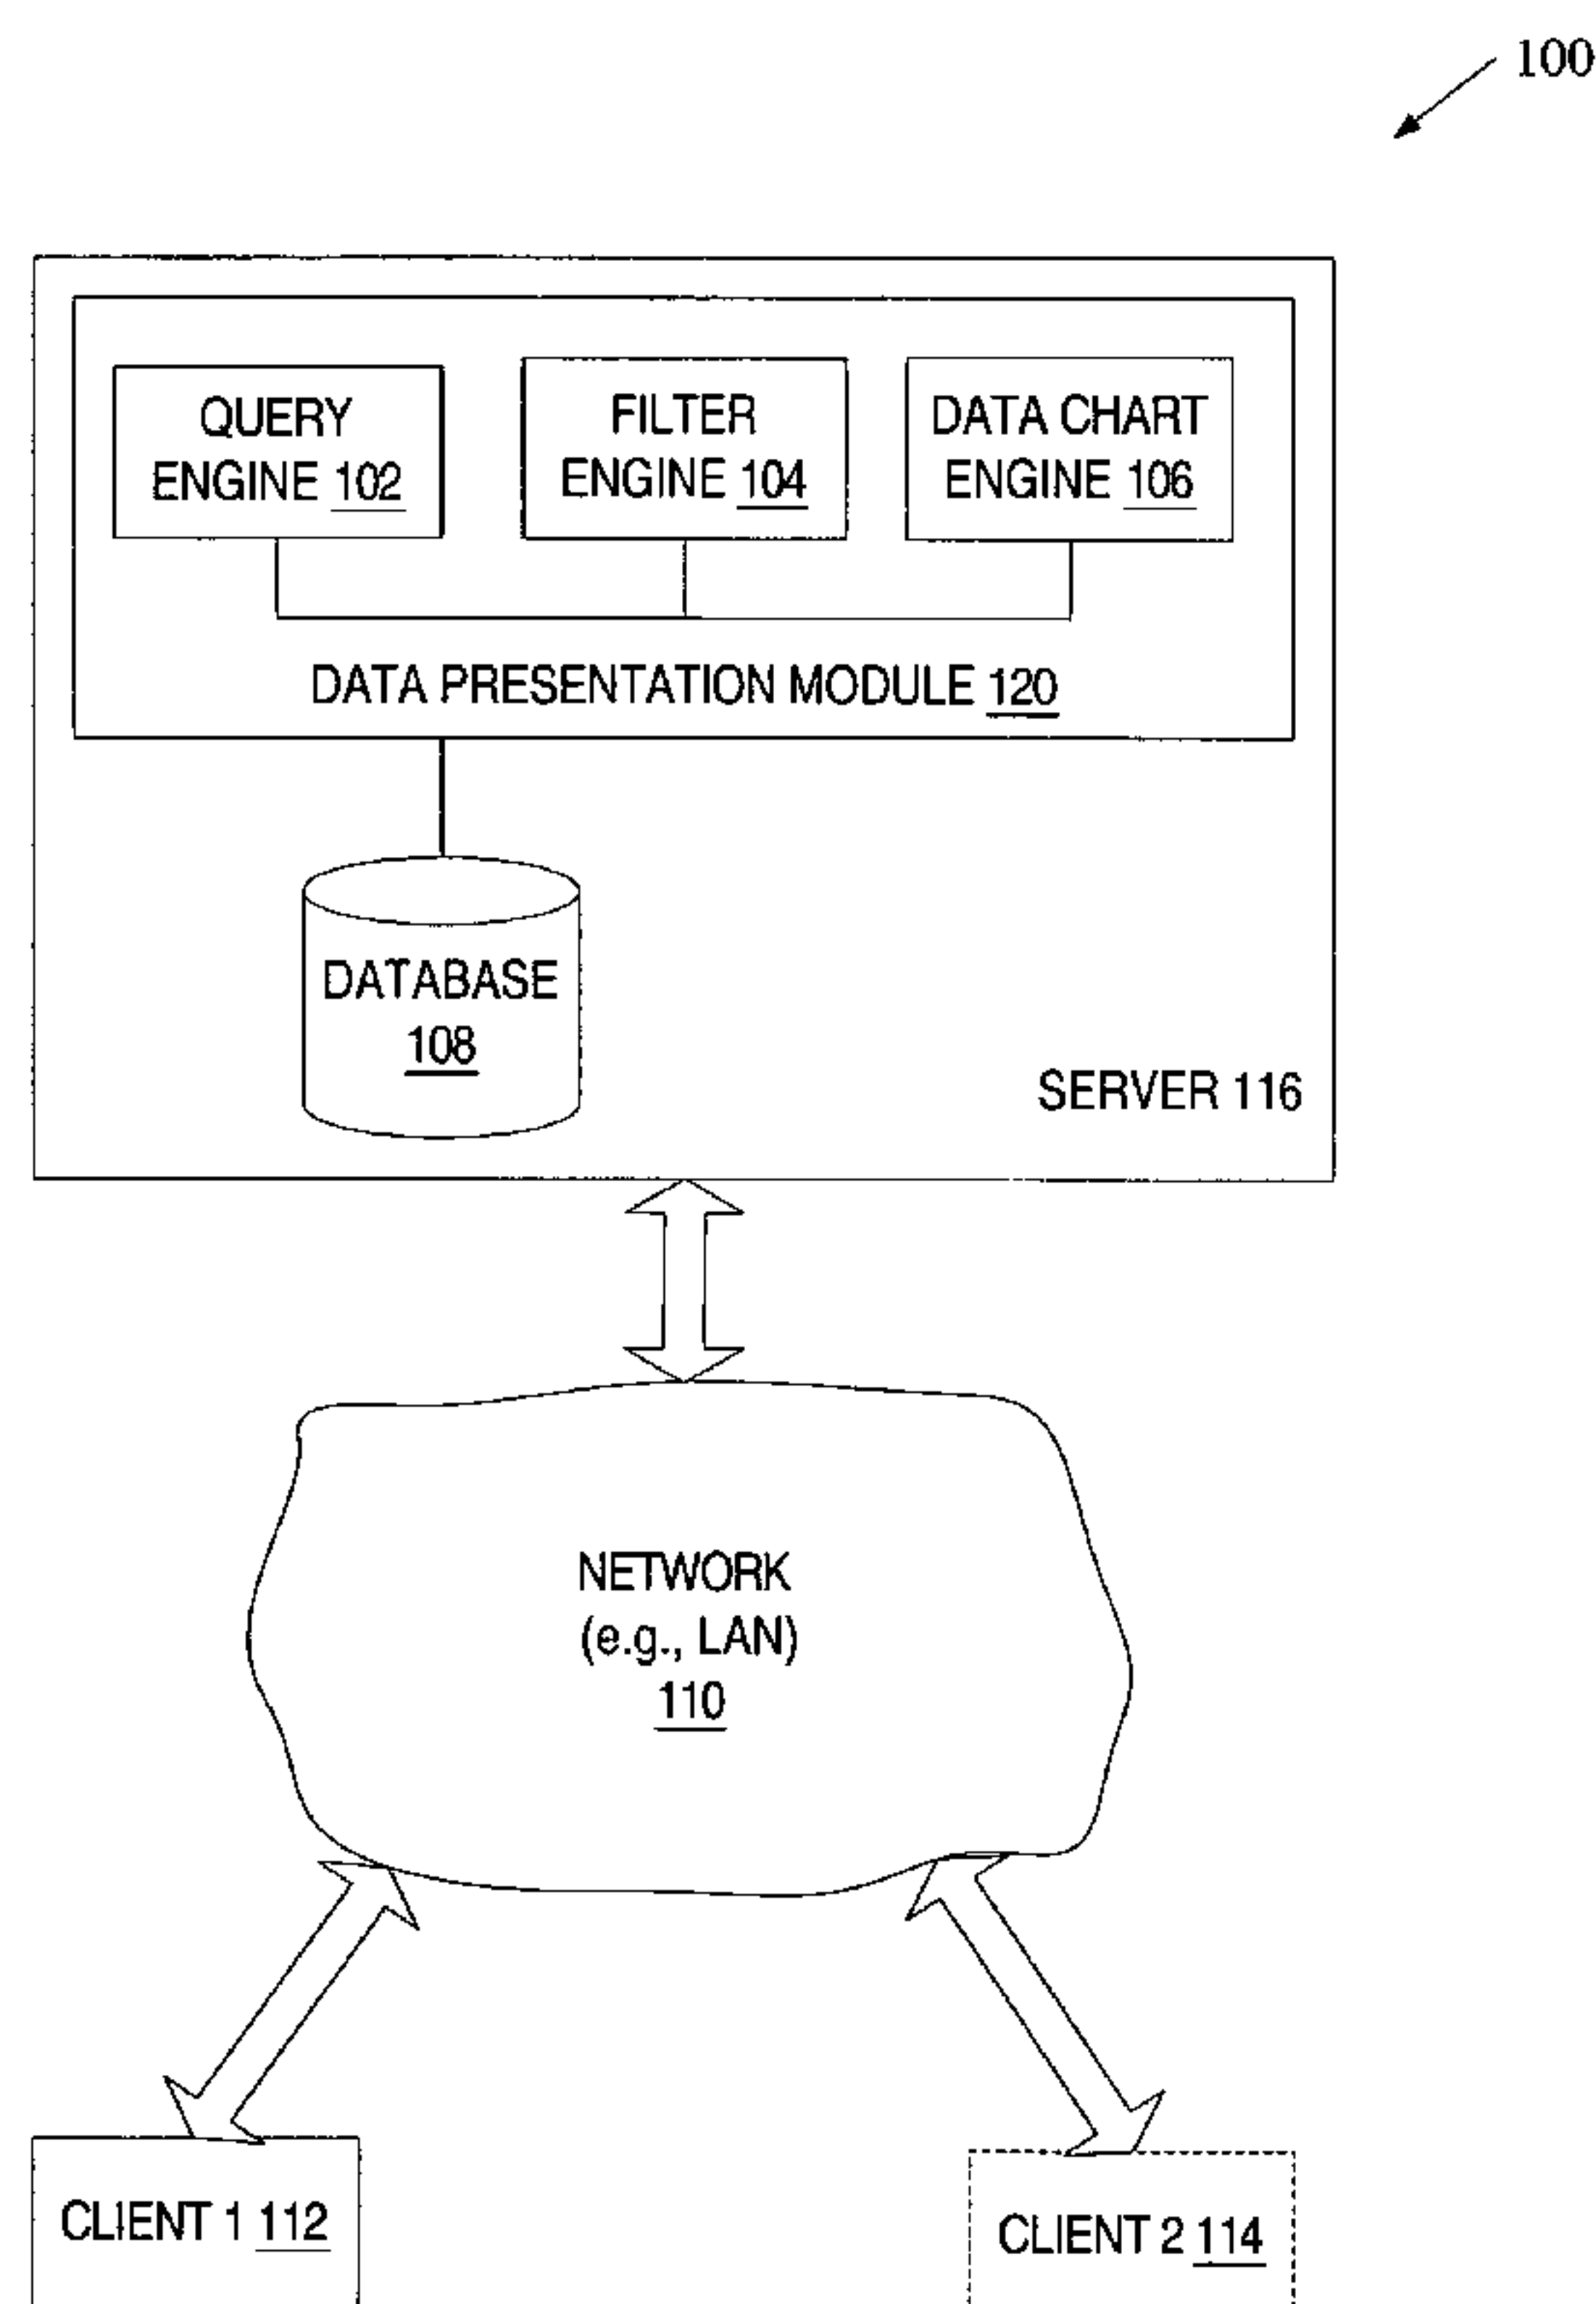 100
QUERY
ENGINE 102
FILTER
ENGINE 104
DATA CHART
ENGINE 106
DATA PRESENTATION MODULE 120
DATABASE
108
SERVER 116
NETWORK
(e.g., LAN)
110
CLIENT 1 112
CLIENT 2 114